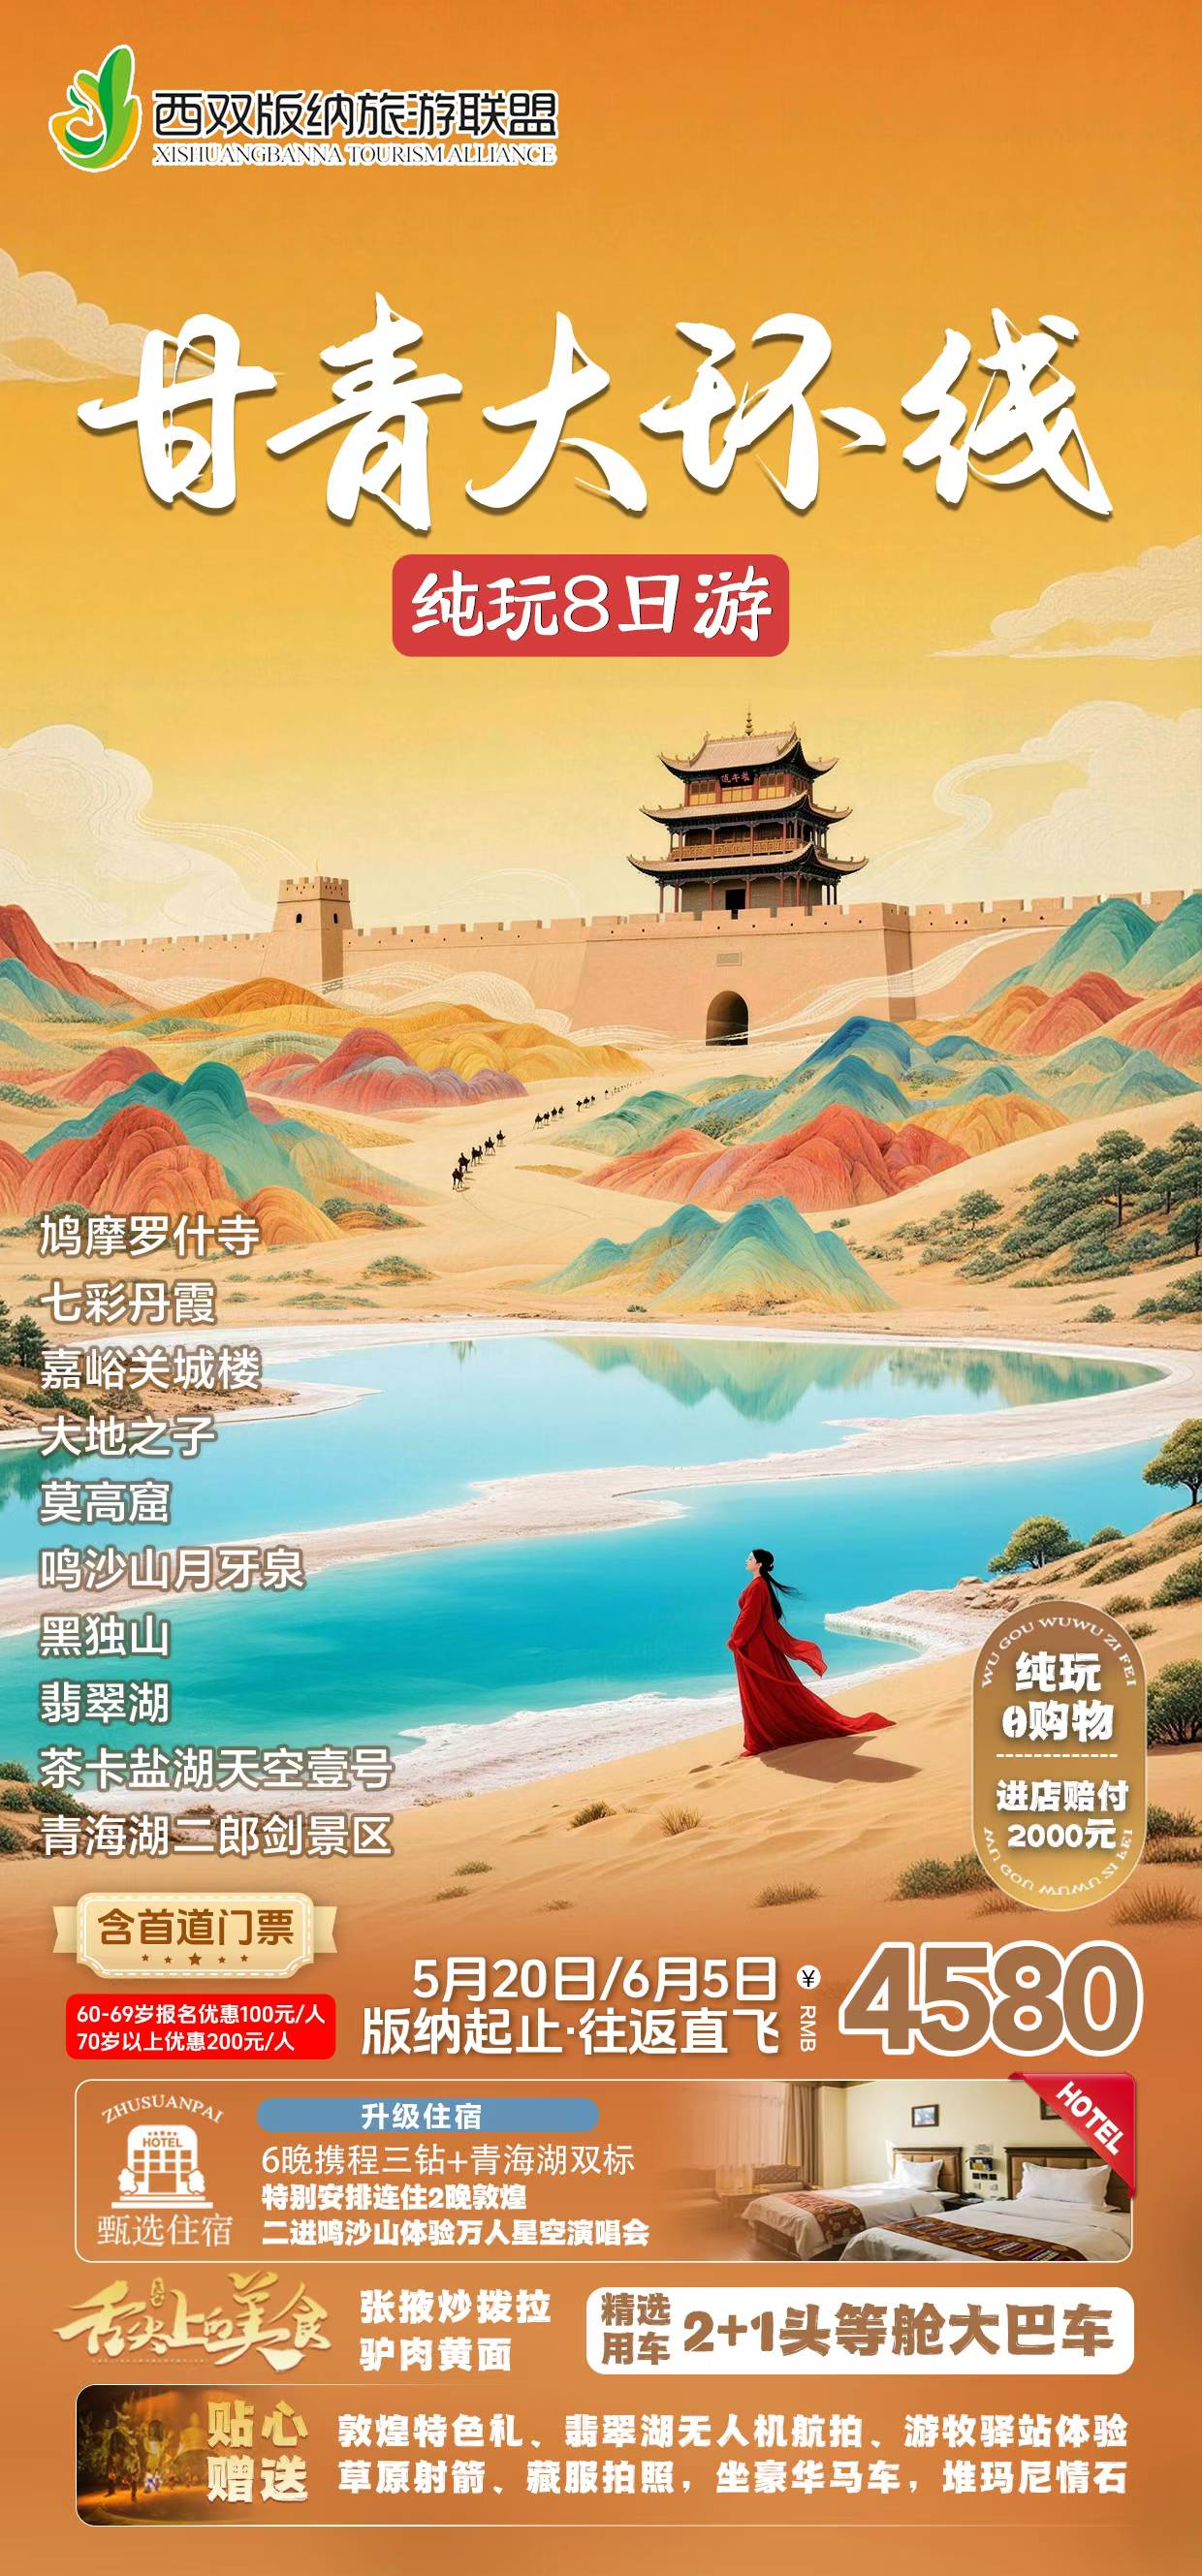 西双版纳旅游联盟
XISHUANGBANNA TOURISM ALLIANCE
甘青大环线
纯玩8日游
鸠摩罗什寺
七彩丹霞
嘉峪关城楼
大地之子
莫高窟
鸣沙山月牙泉
黑独山
翡翠湖
茶卡盐湖天空壹号
青海湖二郎剑景区
WU GOU WUWU ZI FEI
纯玩
0购物
进店赔付
2000元
WU GOU WUWU ZI FEI
含首道门票
60-69岁报名优惠100元/人
70岁以上优惠200元/人
5月20日/6月5日
版纳起止·往返直飞
¥
RMB
4580
ZHUSUANPAI
HOTEL
甄选住宿
升级住宿
6晚携程三钻+青海湖双标
特别安排连住2晚敦煌
二进鸣沙山体验万人星空演唱会
HOTEL
舌尖上的美食
张掖炒拨拉
驴肉黄面
精选
用车
2+1头等舱大巴车
贴心
赠送
敦煌特色札、翡翠湖无人机航拍、游牧驿站体验
草原射箭、藏服拍照，坐豪华马车，堆玛尼情石